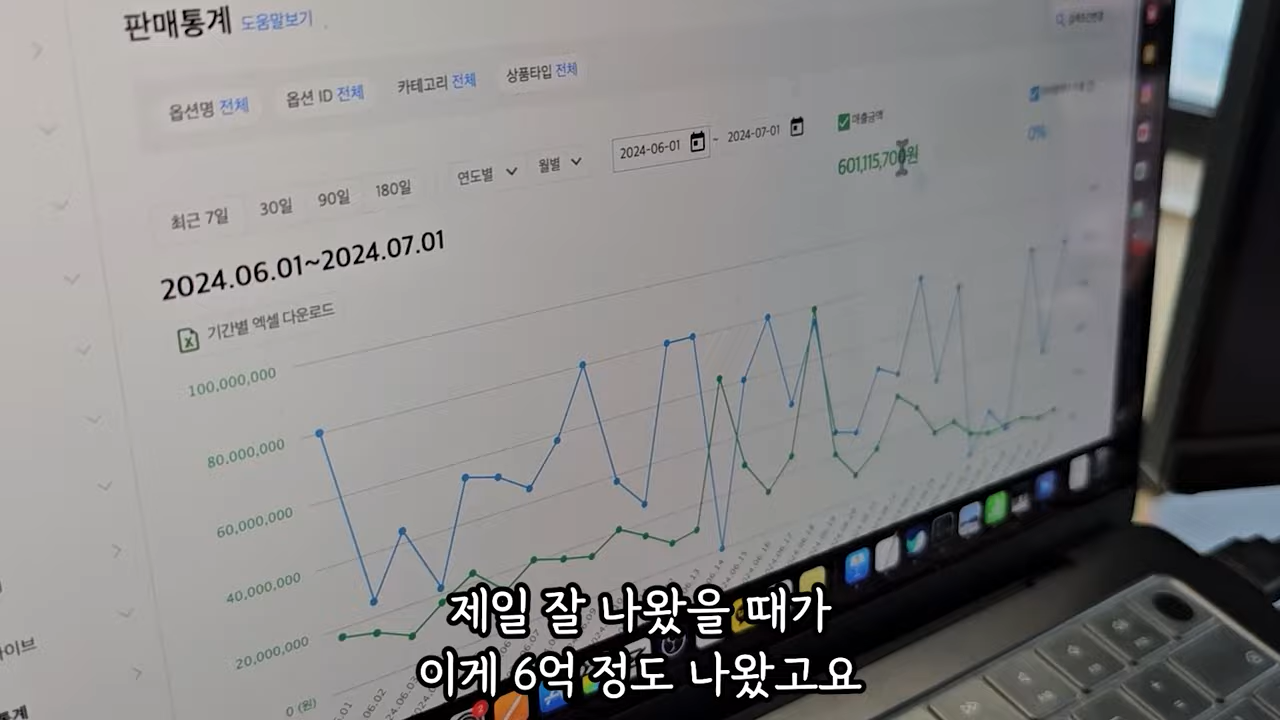 판매통계 도움말보기
옵션명 전체 옵션 ID 전체 카테고리 전체 상품타입 전체
최근 7일 30일 90일 180일 연도별 월별 2024-06-01 ~ 2024-07-01
매출금액
601,115,700원
0%
2024.06.01~2024.07.01
기간별 엑셀 다운로드
100,000,000
80,000,000
60,000,000
40,000,000
20,000,000
0 (원)
제일 잘 나왔을 때가
이게 6억 정도 나왔고요